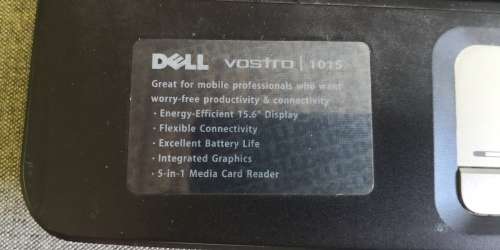 DELL VOSTRO | 1015
Great for mobile professionals who want
worry-free productivity & connectivity
· Energy-Efficient 15.6" Display
· Flexible Connectivity
· Excellent Battery Life
· Integrated Graphics
· 5-in-1 Media Card Reader